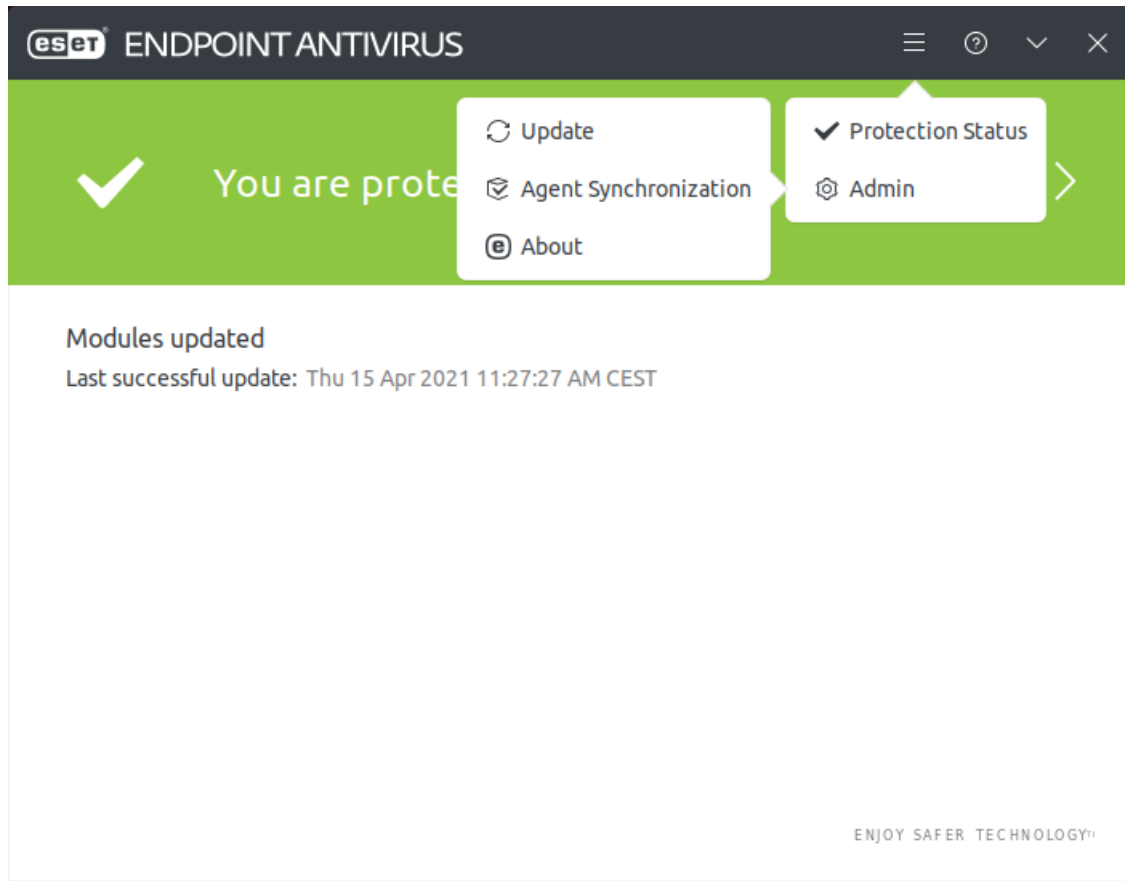 eseT ® ENDPOINT ANTIVIRUS
Update
Agent Synchronization
About
Protection Status
Admin
You are prote
Modules updated
Last successful update: Thu 15 Apr 2021 11:27:27 AM CEST
ENJOY SAFER TECHNOLOGY™